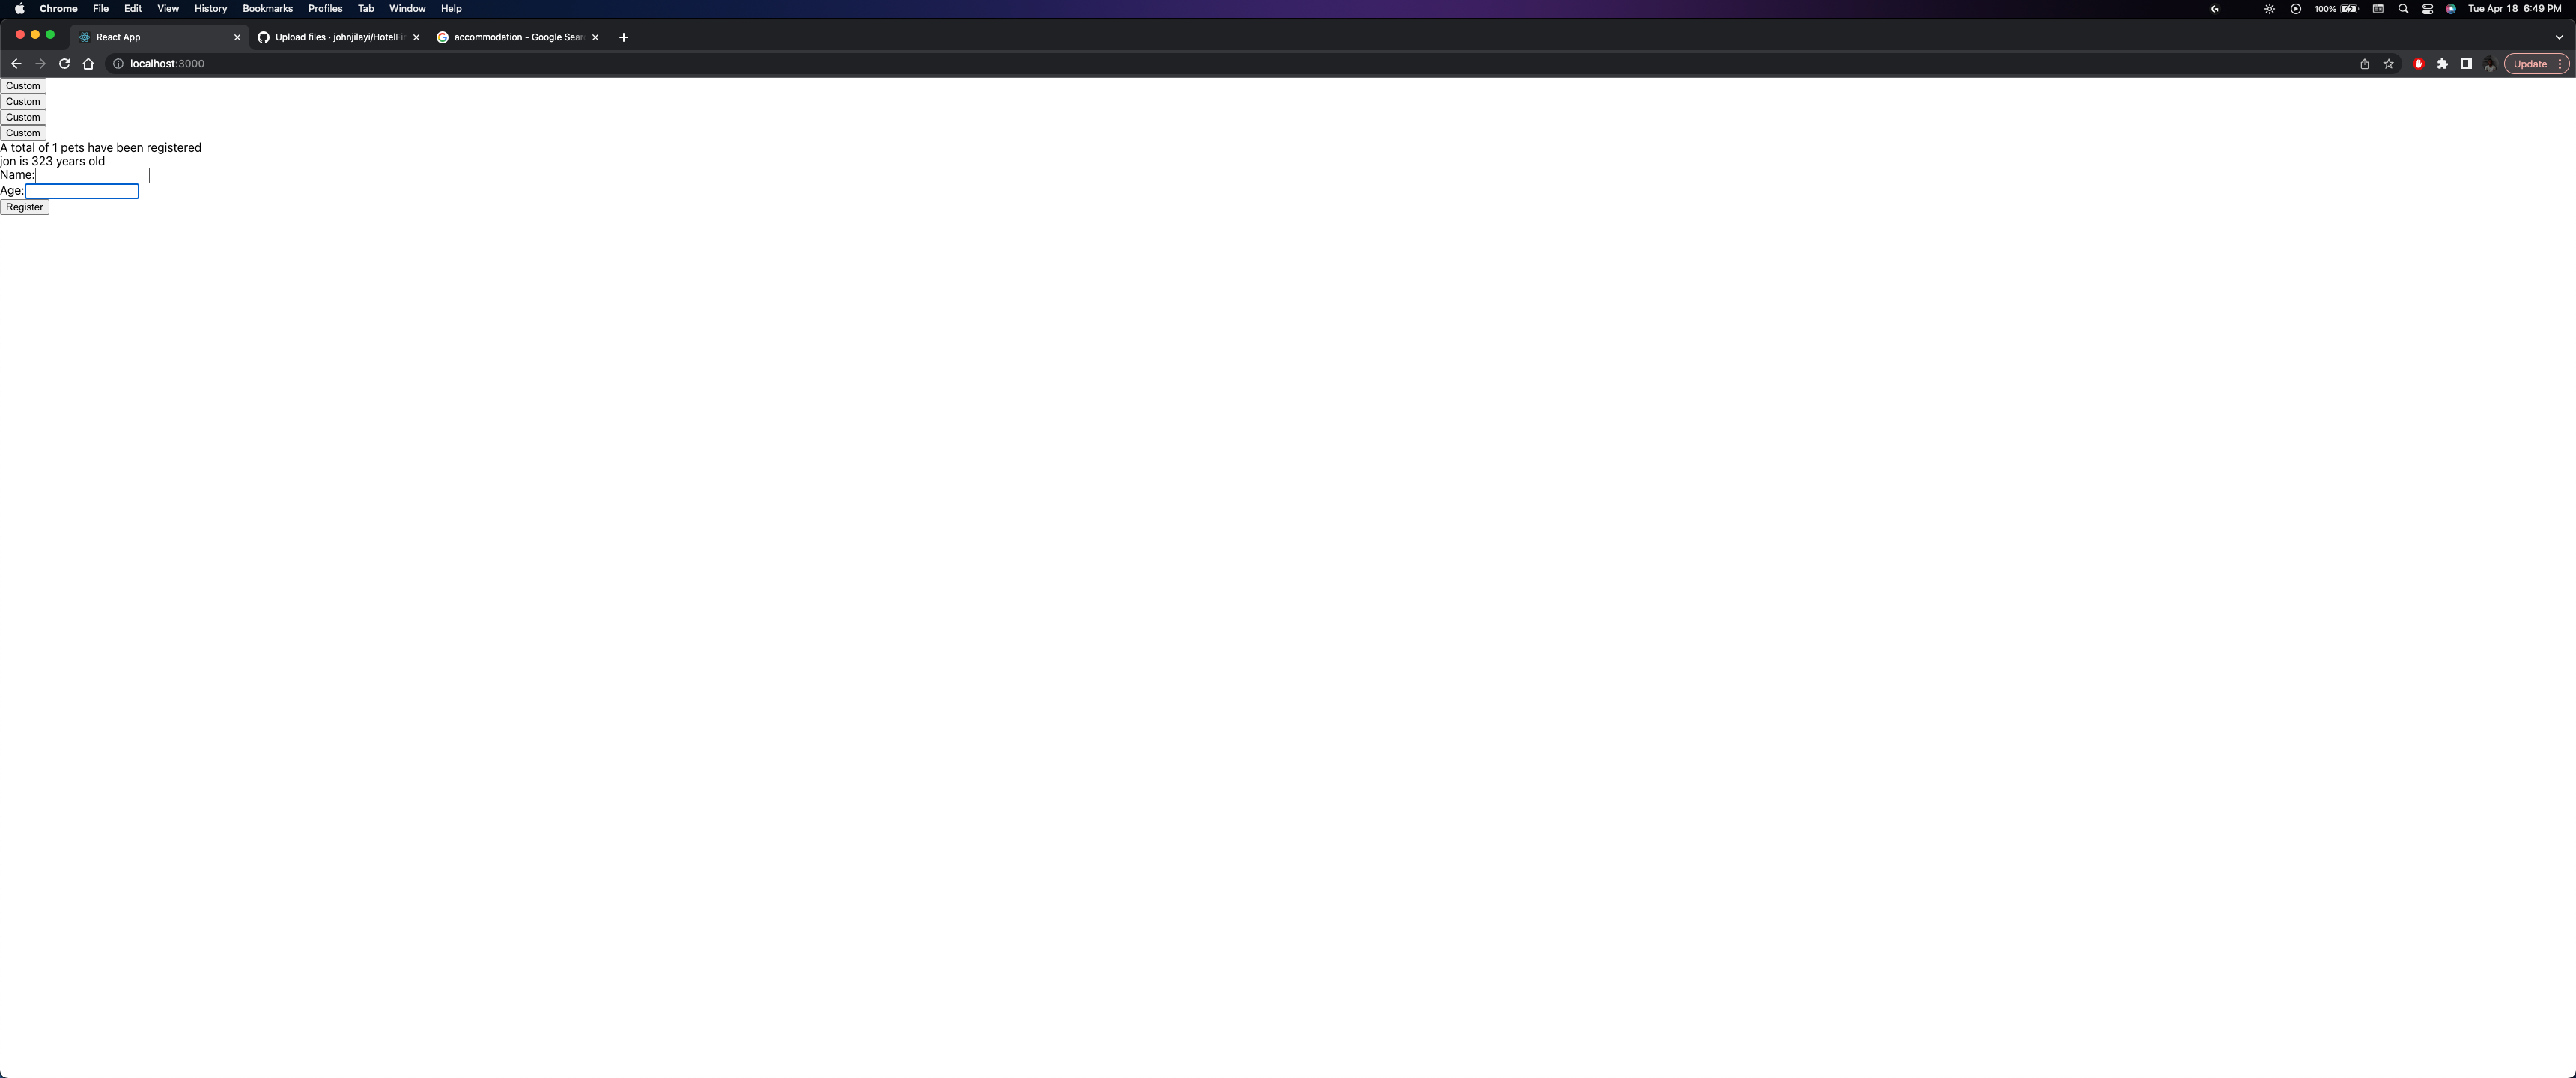 Chrome File Edit View History Bookmarks Profiles Tab Window Help 100% Tue Apr 18 6:49 PM
React App Upload files · johnjilayi/HotelFi accommodation - Google Sear
localhost:3000 Update
Custom
Custom
Custom
Custom
A total of 1 pets have been registered
jon is 323 years old
Name:
Age:
Register